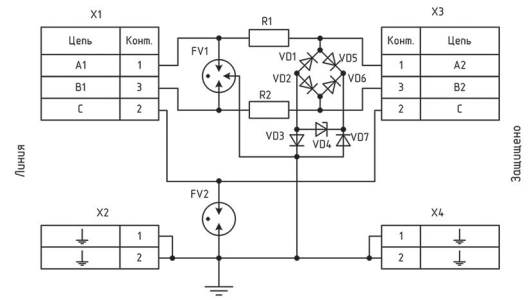 X1
Цепь Конт.
A1 1
B1 3
C 2
FV1
R1
R2
VD1
VD5
VD2
VD6
VD3
VD4
VD7
X3
Конт. Цепь
1 A2
3 B2
2 C
Линия
Защищено
FV2
X2
1
2
X4
1
2